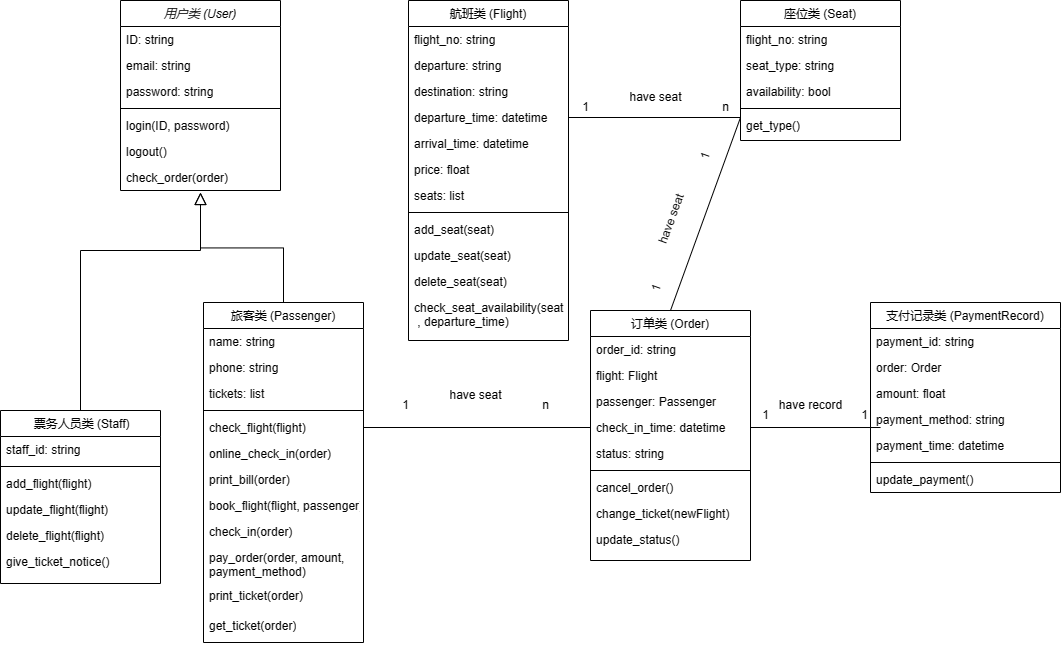 用户类 (User)
ID: string
email: string
password: string
login(ID, password)
logout()
check_order(order)
航班类 (Flight)
flight_no: string
departure: string
destination: string
departure_time: datetime
arrival_time: datetime
price: float
seats: list
add_seat(seat)
update_seat(seat)
delete_seat(seat)
check_seat_availability(seat
, departure_time)
座位类 (Seat)
flight_no: string
seat_type: string
availability: bool
get_type()
1
have seat
n
1
have seat
1
票务人员类 (Staff)
staff_id: string
add_flight(flight)
update_flight(flight)
delete_flight(flight)
give_ticket_notice()
旅客类 (Passenger)
name: string
phone: string
tickets: list
check_flight(flight)
online_check_in(order)
print_bill(order)
book_flight(flight, passenger
check_in(order)
pay_order(order, amount,
payment_method)
print_ticket(order)
get_ticket(order)
1
have seat
n
订单类 (Order)
order_id: string
flight: Flight
passenger: Passenger
check_in_time: datetime
status: string
cancel_order()
change_ticket(newFlight)
update_status()
1
have record
1
支付记录类 (PaymentRecord)
payment_id: string
order: Order
amount: float
payment_method: string
payment_time: datetime
update_payment()